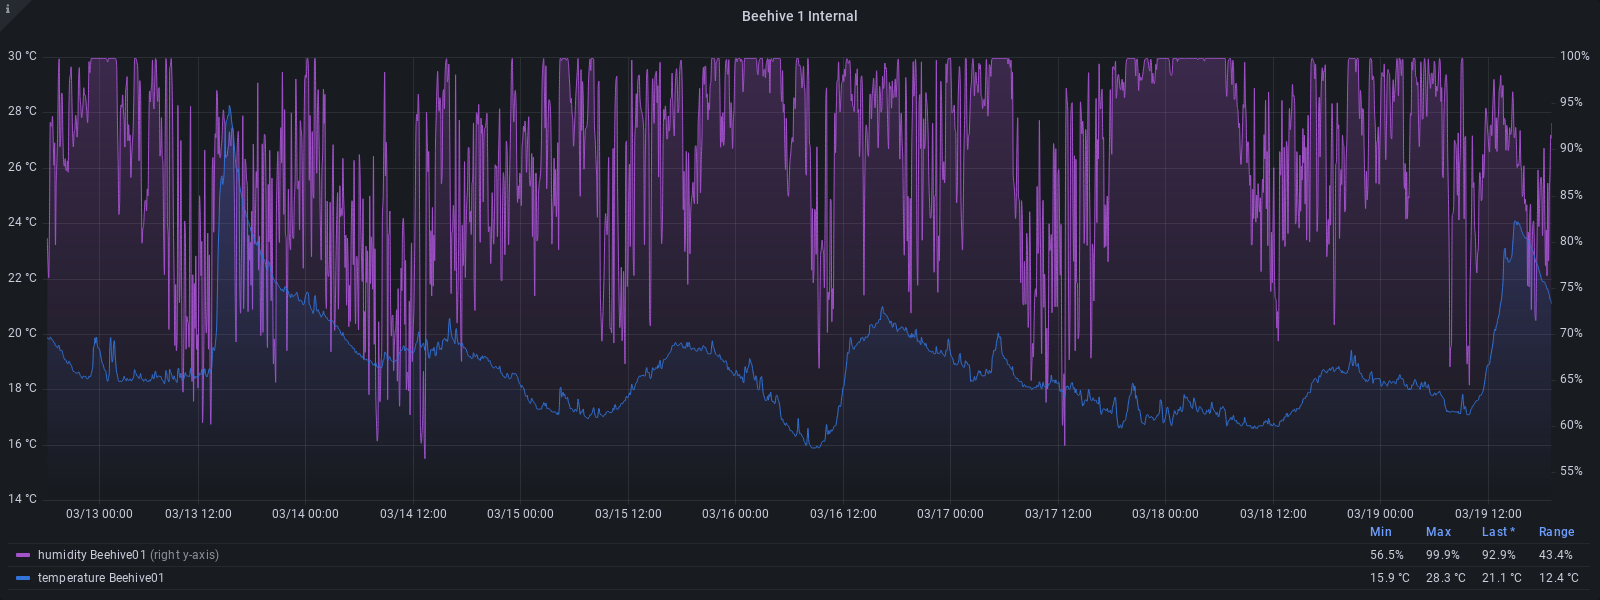 i
Beehive 1 Internal
30 °C
28 °C
26 °C
24 °C
22 °C
20 °C
18 °C
16 °C
14 °C
100%
95%
90%
85%
80%
75%
70%
65%
60%
55%
03/13 00:00 03/13 12:00 03/14 00:00 03/14 12:00 03/15 00:00 03/15 12:00 03/16 00:00 03/16 12:00 03/17 00:00 03/17 12:00 03/18 00:00 03/18 12:00 03/19 00:00 03/19 12:00
Min Max Last * Range
humidity Beehive01 (right y-axis) 56.5% 99.9% 92.9% 43.4%
temperature Beehive01 15.9 °C 28.3 °C 21.1 °C 12.4 °C